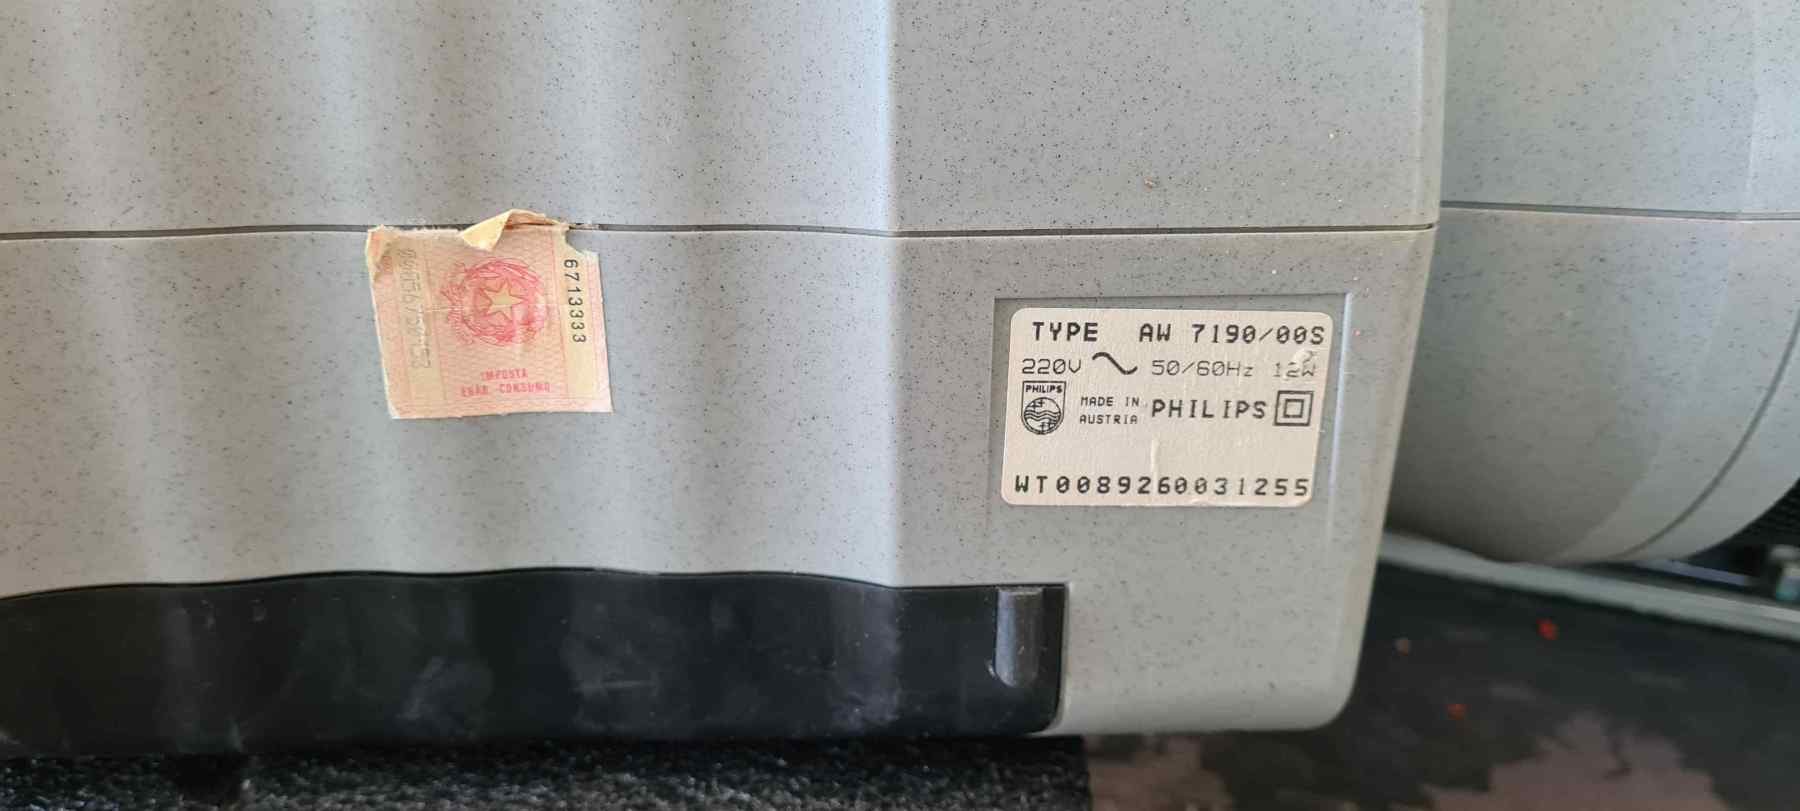 6713333
IMPOSTA
ERAR. CONSUMO
TYPE AW 7190/00S
220V 50/60Hz 12W
PHILIPS
MADE IN
AUSTRIA
PHILIPS
WT0089260031255